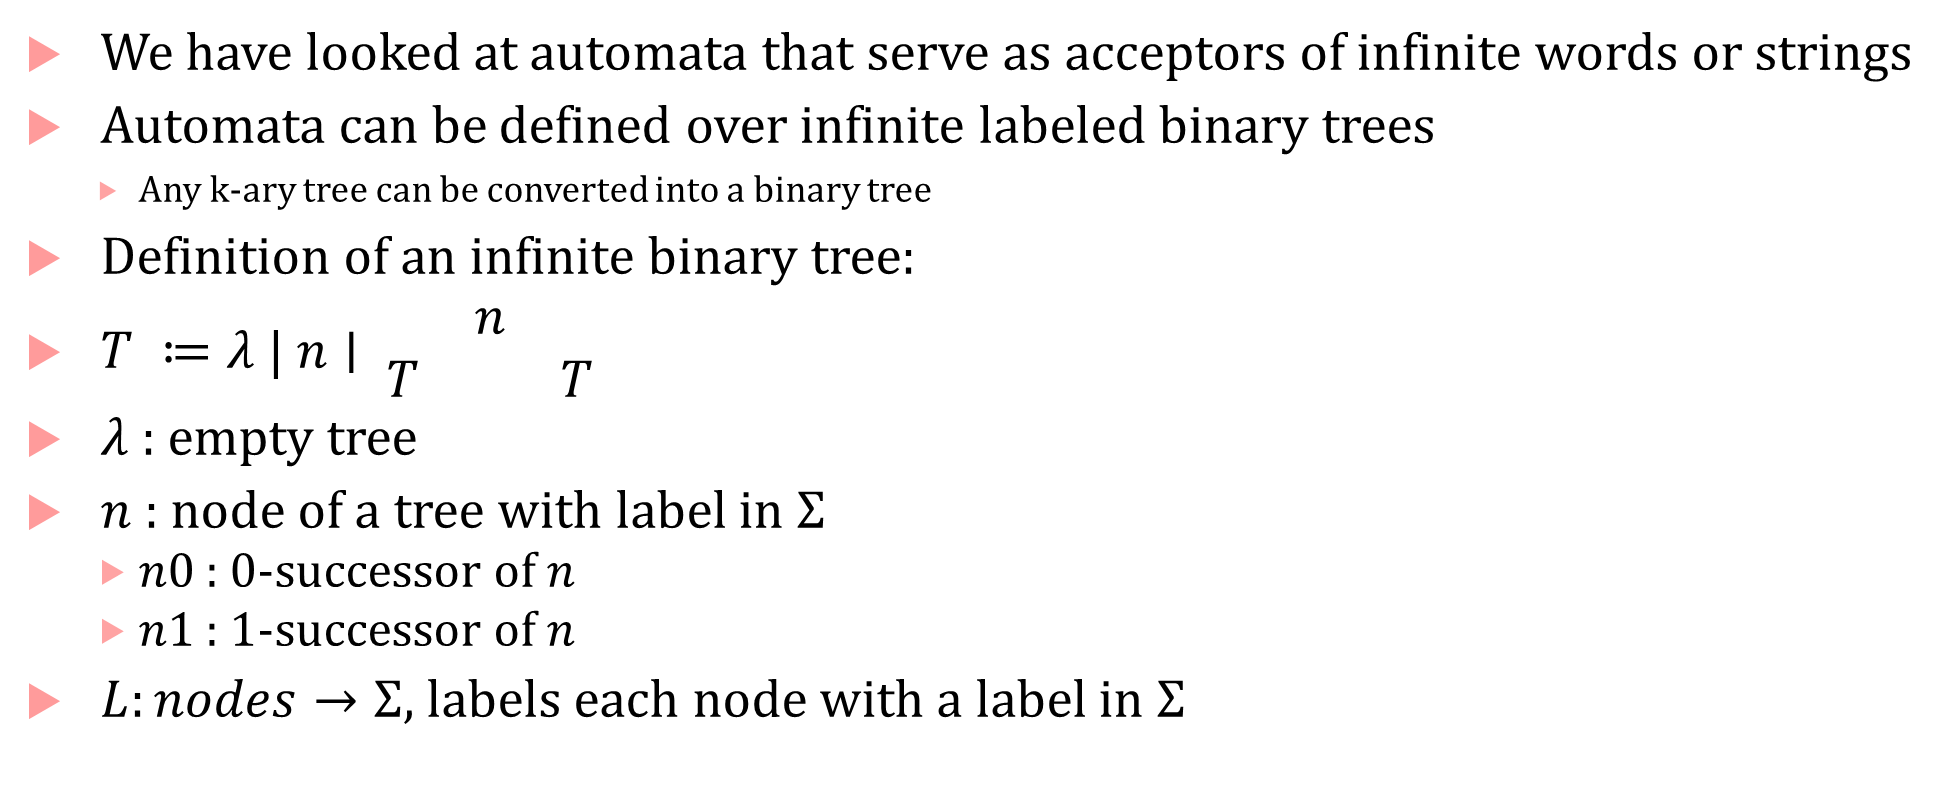 We have looked at automata that serve as acceptors of infinite words or strings
Automata can be defined over infinite labeled binary trees
Any k-ary tree can be converted into a binary tree
Definition of an infinite binary tree:
n
T ≔ λ | n |
T T
λ : empty tree
n : node of a tree with label in Σ
n0 : 0-successor of n
n1 : 1-successor of n
L: nodes → Σ, labels each node with a label in Σ